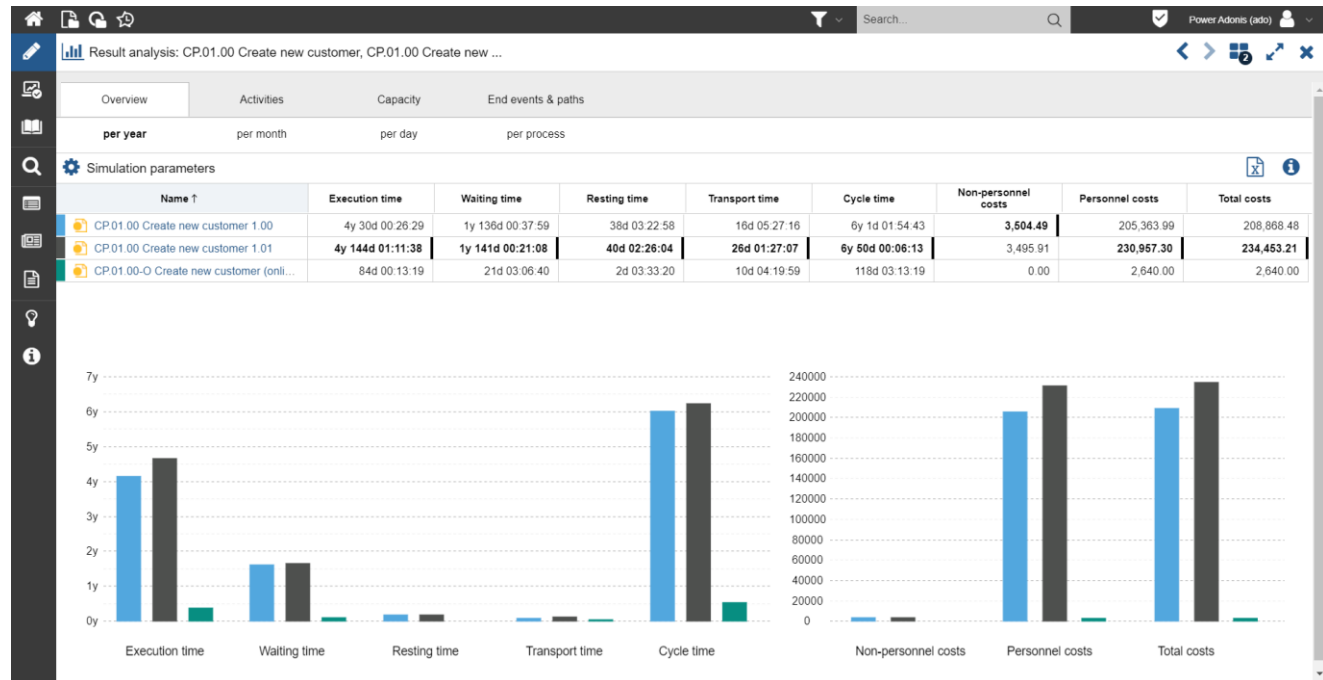 Search...
Power Adonis (ado)
Result analysis: CP.01.00 Create new customer, CP.01.00 Create new ...
2
Overview Activities Capacity End events & paths
per year per month per day per process
Simulation parameters
Name ↑ Execution time Waiting time Resting time Transport time Cycle time Non-personnel costs Personnel costs Total costs
CP.01.00 Create new customer 1.00 4y 30d 00:26:29 1y 136d 00:37:59 38d 03:22:58 16d 05:27:16 6y 1d 01:54:43 3,504.49 205,363.99 208,868.48
CP.01.00 Create new customer 1.01 4y 144d 01:11:38 1y 141d 00:21:08 40d 02:26:04 26d 01:27:07 6y 50d 00:06:13 3,495.91 230,957.30 234,453.21
CP.01.00-O Create new customer (onli... 84d 00:13:19 21d 03:06:40 2d 03:33:20 10d 04:19:59 118d 03:13:19 0.00 2,640.00 2,640.00
7y
6y
5y
4y
3y
2y
1y
0y
Execution time Waiting time Resting time Transport time Cycle time
240000
220000
200000
180000
160000
140000
120000
100000
80000
60000
40000
20000
0
Non-personnel costs Personnel costs Total costs